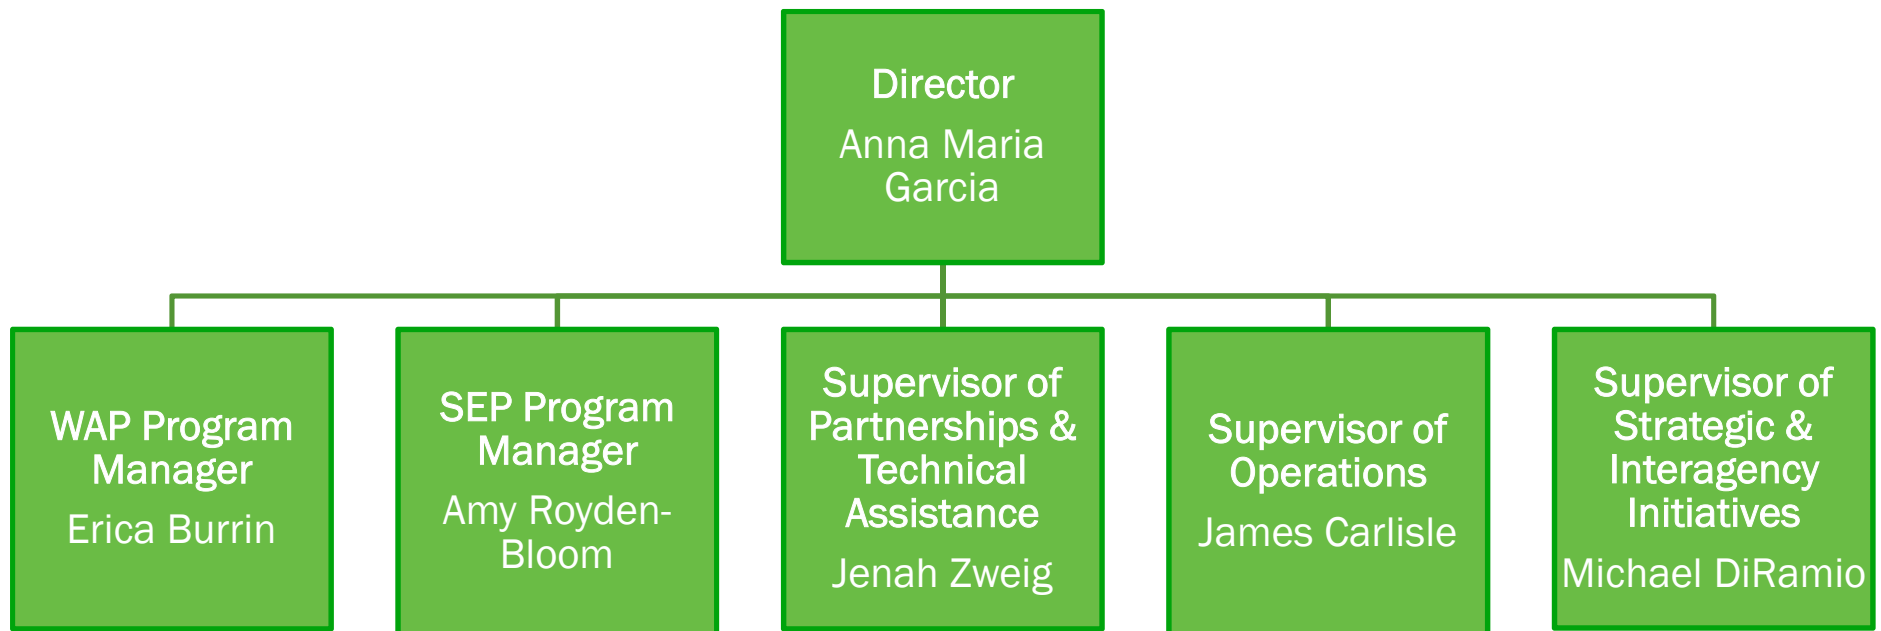 Director
Anna Maria
Garcia
WAP Program
Manager
Erica Burrin
SEP Program
Manager
Amy Royden-
Bloom
Supervisor of
Partnerships &
Technical
Assistance
Jenah Zweig
Supervisor of
Operations
James Carlisle
Supervisor of
Strategic &
Interagency
Initiatives
Michael DiRamio